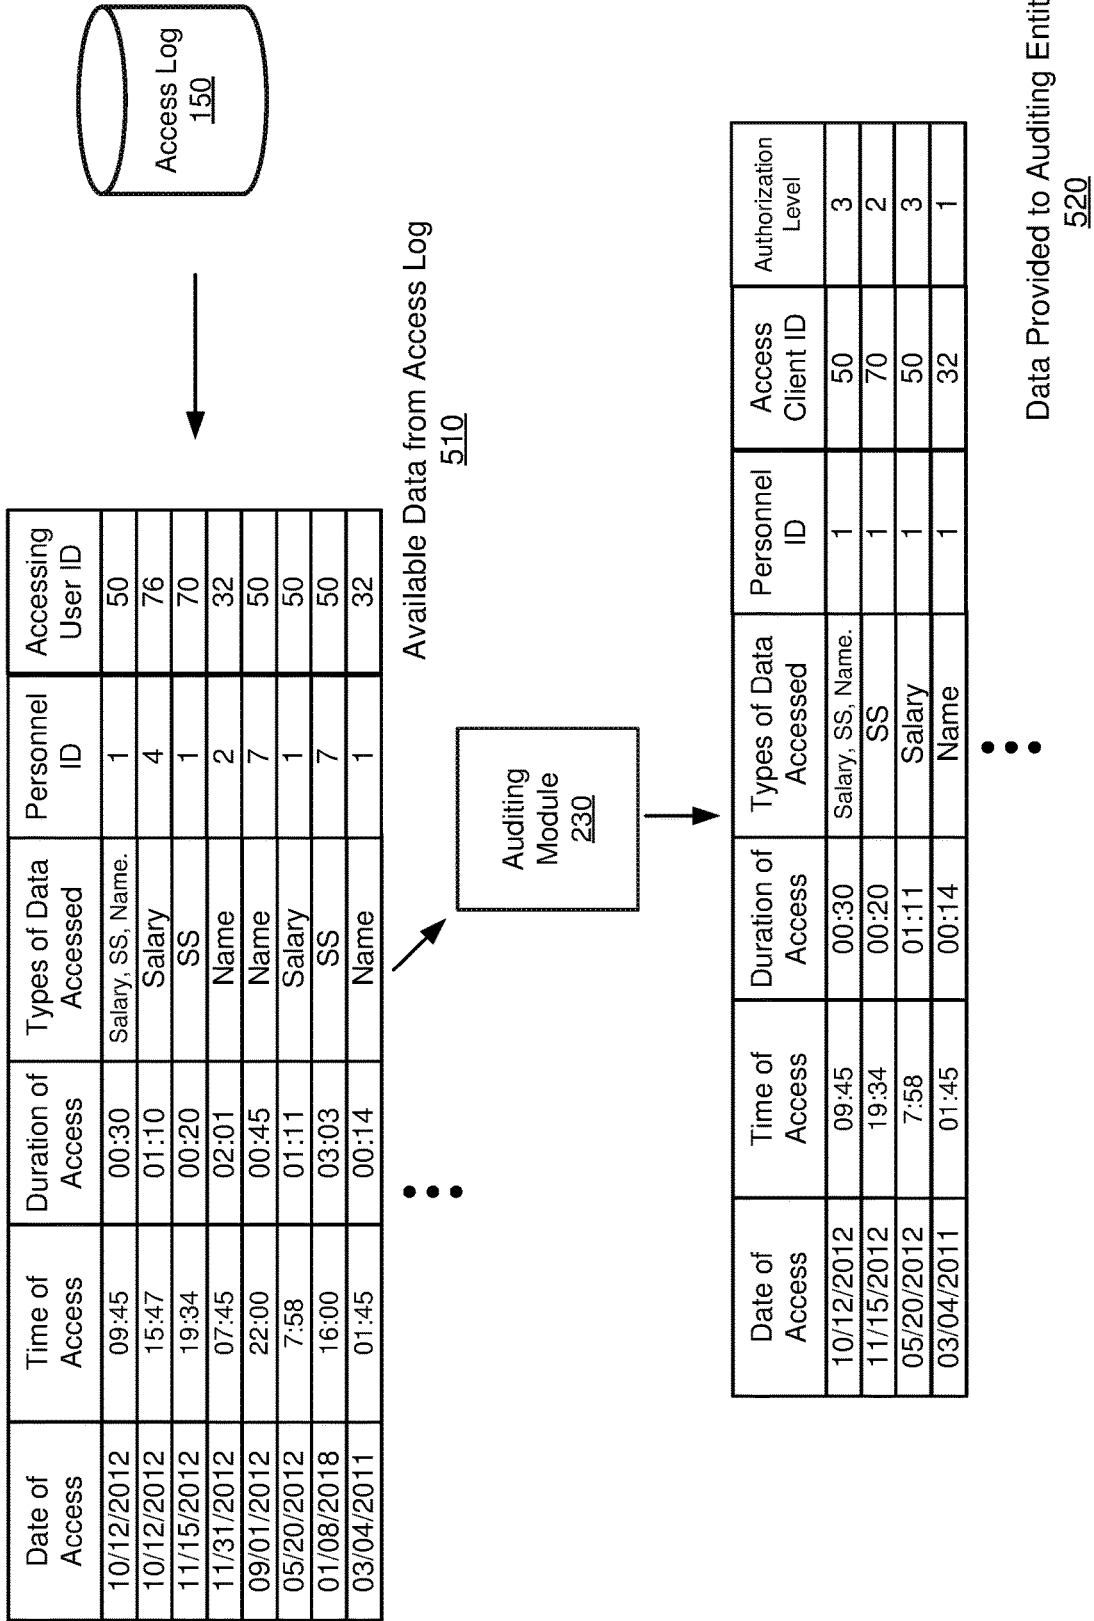 Access Log
150
Date of Access | Time of Access | Duration of Access | Types of Data Accessed | Personnel ID | Accessing User ID
10/12/2012 | 09:45 | 00:30 | Salary, SS, Name. | 1 | 50
10/12/2012 | 15:47 | 01:10 | Salary | 4 | 76
11/15/2012 | 19:34 | 00:20 | SS | 1 | 70
11/31/2012 | 07:45 | 02:01 | Name | 2 | 32
09/01/2012 | 22:00 | 00:45 | Name | 7 | 50
05/20/2012 | 7:58 | 01:11 | Salary | 1 | 50
01/08/2018 | 16:00 | 03:03 | SS | 7 | 50
03/04/2011 | 01:45 | 00:14 | Name | 1 | 32
Available Data from Access Log
510
Auditing
Module
230
Date of Access | Time of Access | Duration of Access | Types of Data Accessed | Personnel ID | Access Client ID | Authorization Level
10/12/2012 | 09:45 | 00:30 | Salary, SS, Name. | 1 | 50 | 3
11/15/2012 | 19:34 | 00:20 | SS | 1 | 70 | 2
05/20/2012 | 7:58 | 01:11 | Salary | 1 | 50 | 3
03/04/2011 | 01:45 | 00:14 | Name | 1 | 32 | 1
Data Provided to Auditing Entit
520